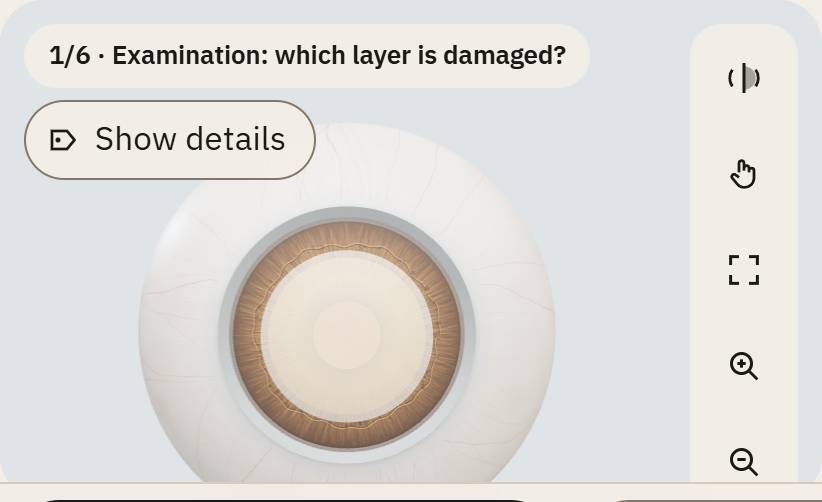 1/6 · Examination: which layer is damaged?
Show details